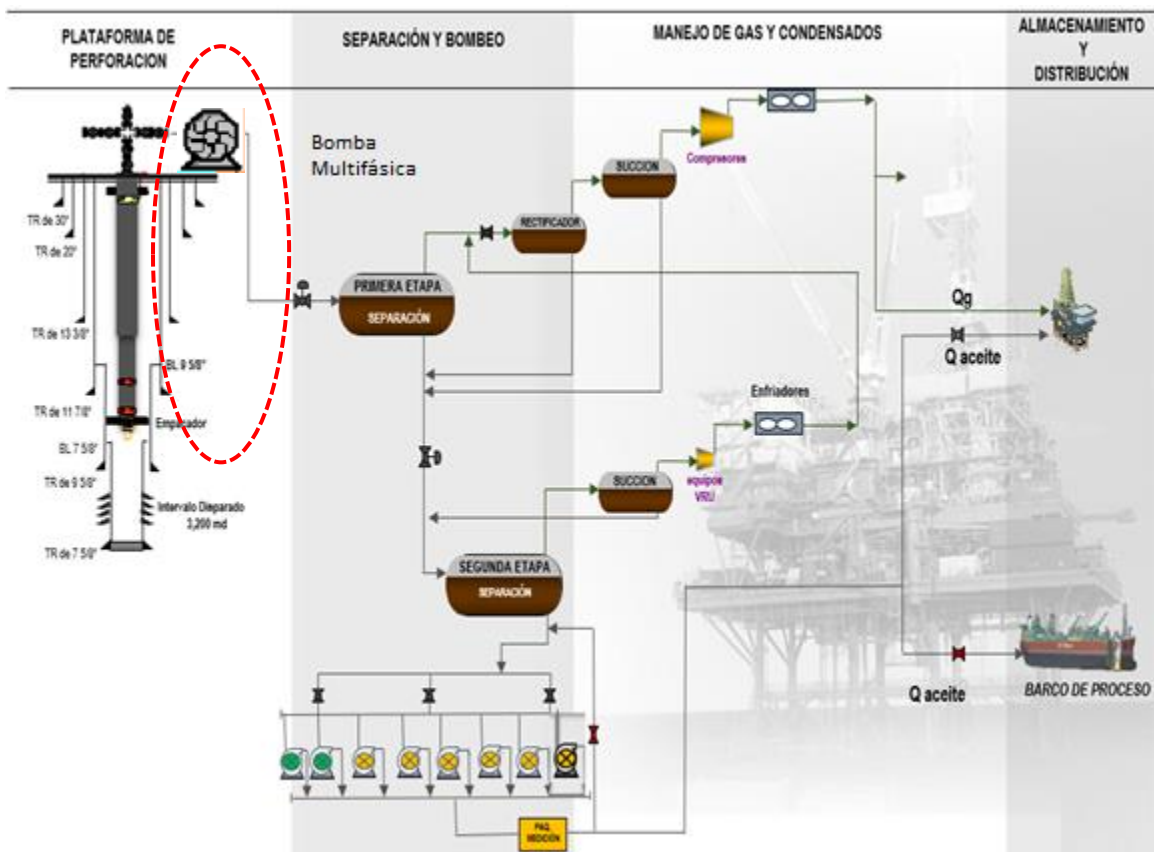 PLATAFORMA DE
PERFORACION
SEPARACIÓN Y BOMBEO
MANEJO DE GAS Y CONDENSADOS
ALMACENAMIENTO
Y
DISTRIBUCIÓN
Bomba
Multifásica
Compresores
SUCCION
RECTIFICADOR
TR de 30"
TR de 20"
PRIMERA ETAPA
SEPARACIÓN
Qg
TR de 13 3/8"
Q aceite
BL 9 5/8"
Enfriadores
TR de 11 7/8"
Empacador
BL 7 5/8"
SUCCION
equipos
VRU
TR de 9 5/8"
Intervalo Disparado
3,200 md
TR de 7 5/8"
SEGUNDA ETAPA
SEPARACIÓN
Q aceite
BARCO DE PROCESO
PAQ.
MEDICIÓN